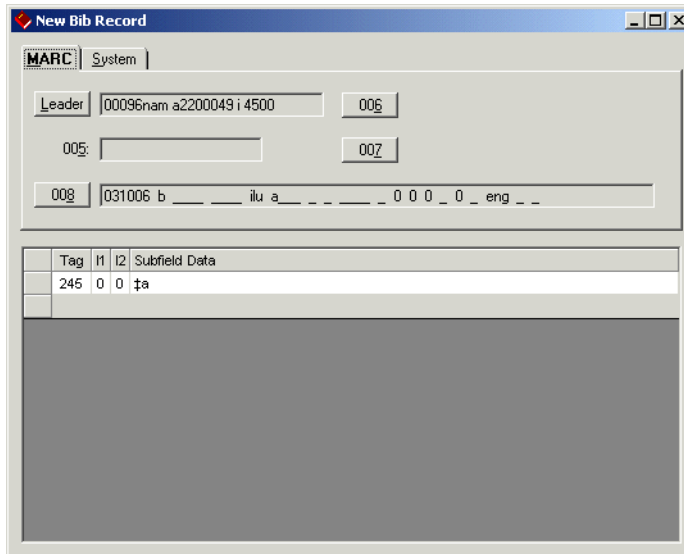 New Bib Record
MARC System
Leader 00096nam a2200049 i 4500 006
005: 007
008 031006 b ____ ____ ilu a___ _ _ ____ _ 0 0 0 _ 0 _ eng _ _
Tag I1 I2 Subfield Data
245 0 0 ‡a